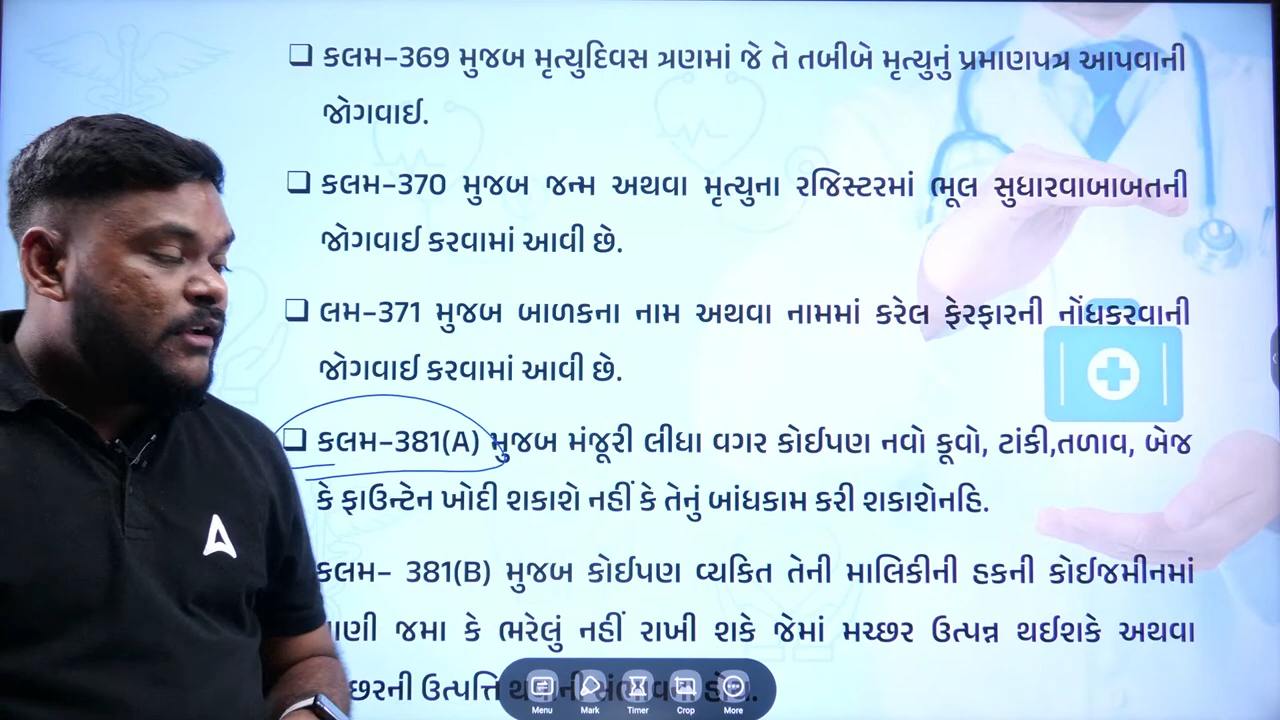 ❑ કલમ–369 મુજબ મૃત્યુદિવસ ત્રણમાં જે તે તબીબે મૃત્યુનું પ્રમાણપત્ર આપવાની
જોગવાઈ.
❑ કલમ–370 મુજબ જન્મ અથવા મૃત્યુના રજિસ્ટરમાં ભૂલ સુધારવાબાબતની
જોગવાઈ કરવામાં આવી છે.
❑ લમ–371 મુજબ બાળકના નામ અથવા નામમાં કરેલ ફેરફારની નોંધકરવાની
જોગવાઈ કરવામાં આવી છે.
❑ કલમ–381(A) મુજબ મંજૂરી લીધા વગર કોઈપણ નવો કૂવો, ટાંકી,તળાવ, બેજ
કે ફાઉન્ટેન ખોદી શકાશે નહીં કે તેનું બાંધકામ કરી શકાશેનહિ.
કલમ– 381(B) મુજબ કોઈપણ વ્યકિત તેની માલિકીની હકની કોઈજમીનમાં
જમા કે ભરેલું નહીં રાખી શકે જેમાં મચ્છર ઉત્પન્ન થઈશકે અથવા
ઉત્પત્તિ
Menu Mark Timer Crop More